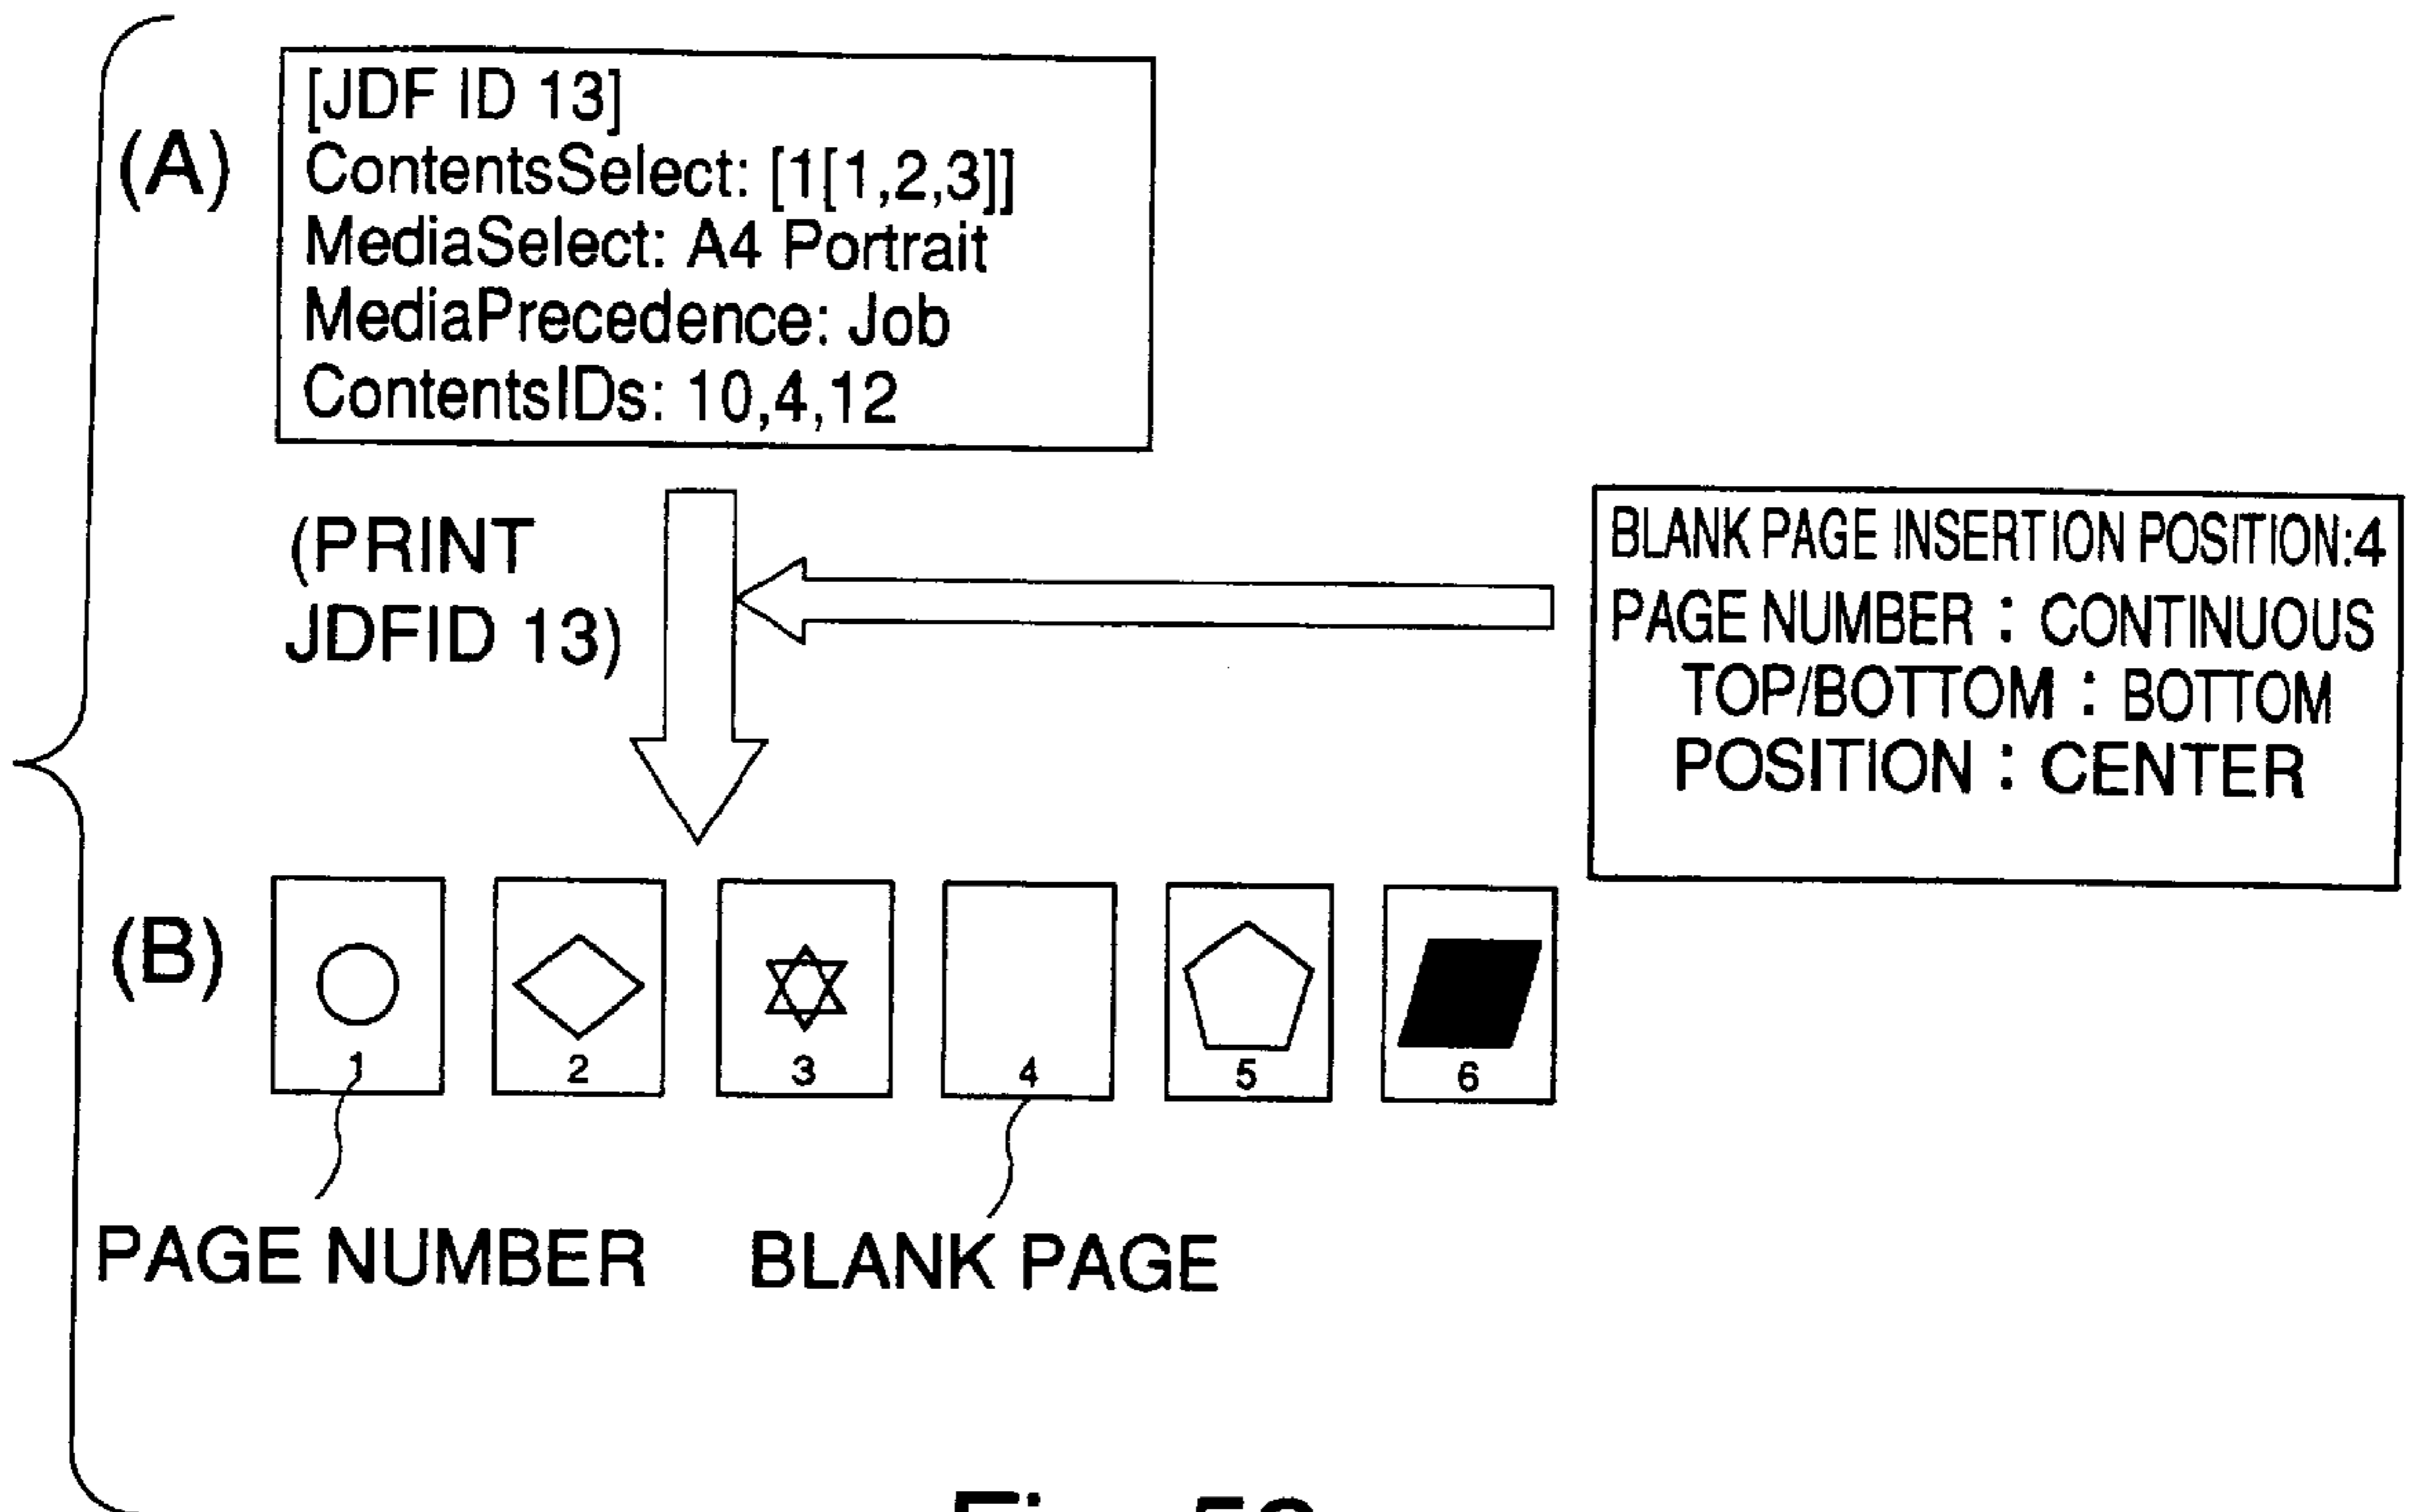 (A)
[JDF ID 13]
ContentsSelect: [1[1,2,3]]
MediaSelect: A4 Portrait
MediaPrecedence: Job
ContentsIDs: 10,4,12
(PRINT
JDFID 13)
BLANK PAGE INSERTION POSITION:4
PAGE NUMBER : CONTINUOUS
TOP/BOTTOM : BOTTOM
POSITION : CENTER
(B)
1 2 3 4 5 6
PAGE NUMBER BLANK PAGE